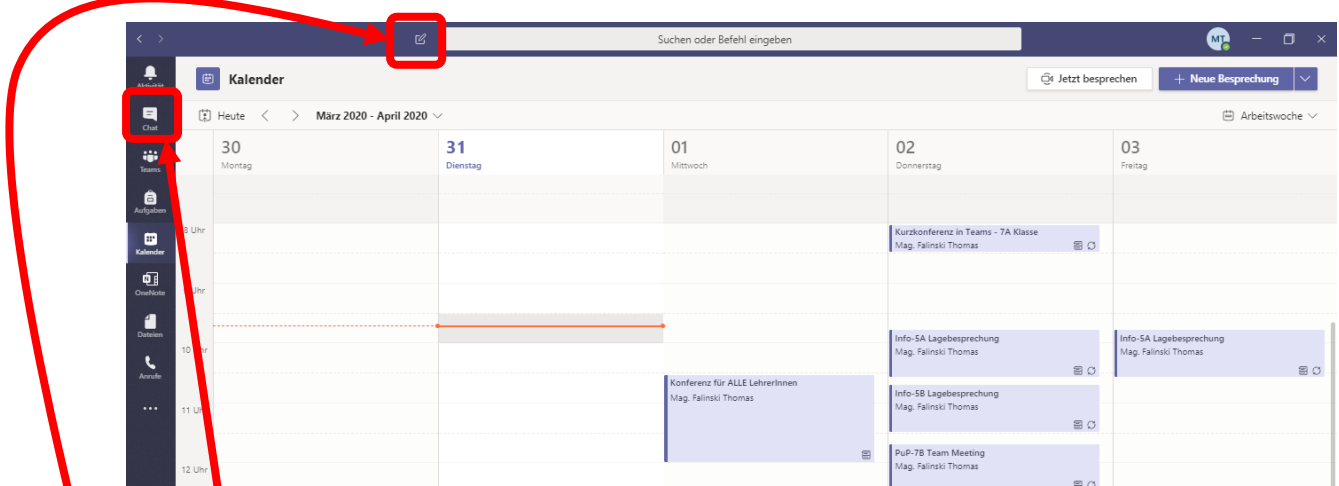 Suchen oder Befehl eingeben
MT
Aktivität
Kalender
Jetzt besprechen
+ Neue Besprechung
Chat
Heute
März 2020 - April 2020
Arbeitswoche
30
Montag
31
Dienstag
01
Mittwoch
02
Donnerstag
03
Freitag
Teams
Aufgaben
Kalender
OneNote
Dateien
Anrufe
8 Uhr
Uhr
10
11
12 Uhr
Konferenz für ALLE LehrerInnen
Mag. Falinski Thomas
Kurzkonferenz in Teams - 7A Klasse
Mag. Falinski Thomas
Info-5A Lagebesprechung
Mag. Falinski Thomas
Info-5B Lagebesprechung
Mag. Falinski Thomas
PuP-7B Team Meeting
Mag. Falinski Thomas
Info-5A Lagebesprechung
Mag. Falinski Thomas